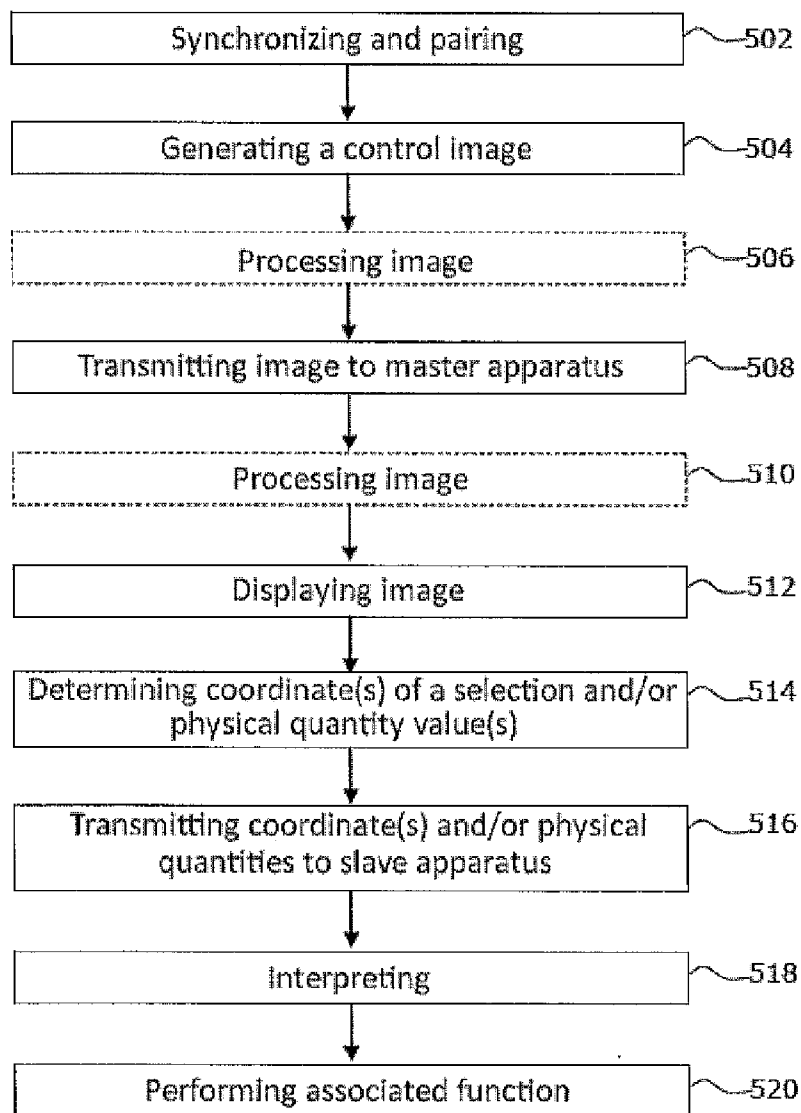 Synchronizing and pairing 502
Generating a control image 504
Processing image 506
Transmitting image to master apparatus 508
Processing image 510
Displaying image 512
Determining coordinate(s) of a selection and/or 514
physical quantity value(s)
Transmitting coordinate(s) and/or physical 516
quantities to slave apparatus
Interpreting 518
Performing associated function 520